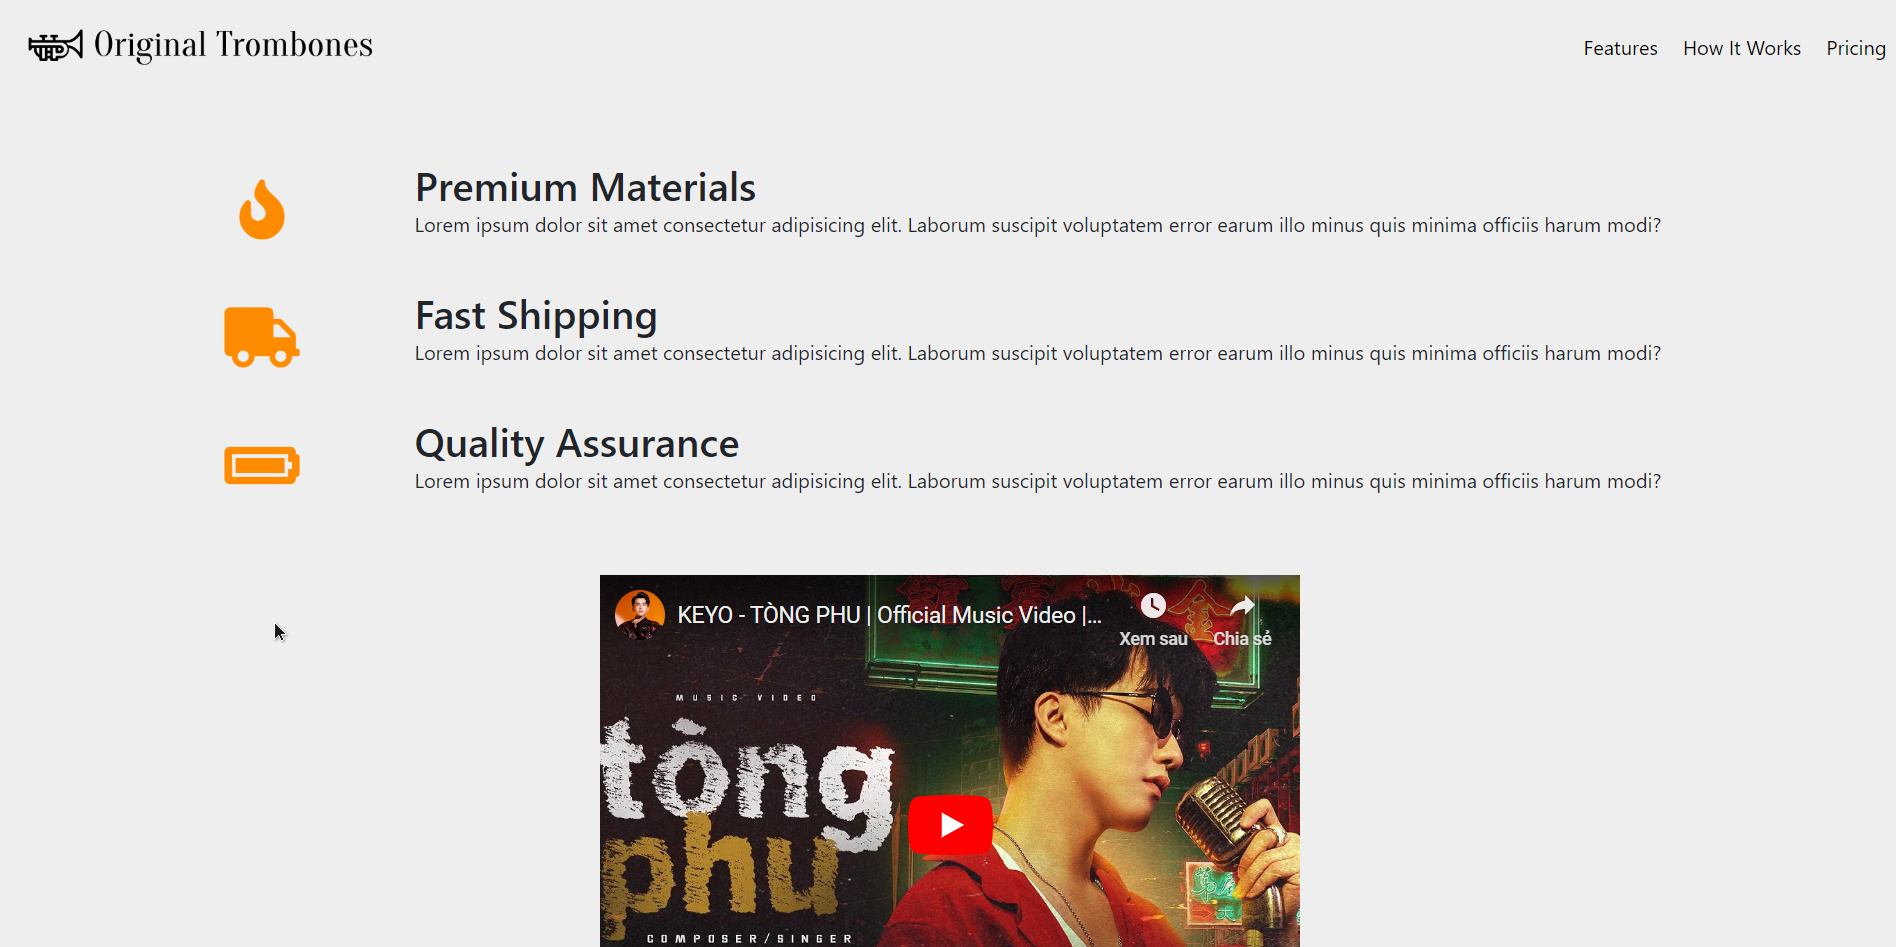 Original Trombones
Features How It Works Pricing
Premium Materials
Lorem ipsum dolor sit amet consectetur adipisicing elit. Laborum suscipit voluptatem error earum illo minus quis minima officiis harum modi?
Fast Shipping
Lorem ipsum dolor sit amet consectetur adipisicing elit. Laborum suscipit voluptatem error earum illo minus quis minima officiis harum modi?
Quality Assurance
Lorem ipsum dolor sit amet consectetur adipisicing elit. Laborum suscipit voluptatem error earum illo minus quis minima officiis harum modi?
KEYO - TÒNG PHU | Official Music Video |...
Xem sau Chia sẻ
MUSIC VIDEO
tòng
phu
COMPOSER/SINGER